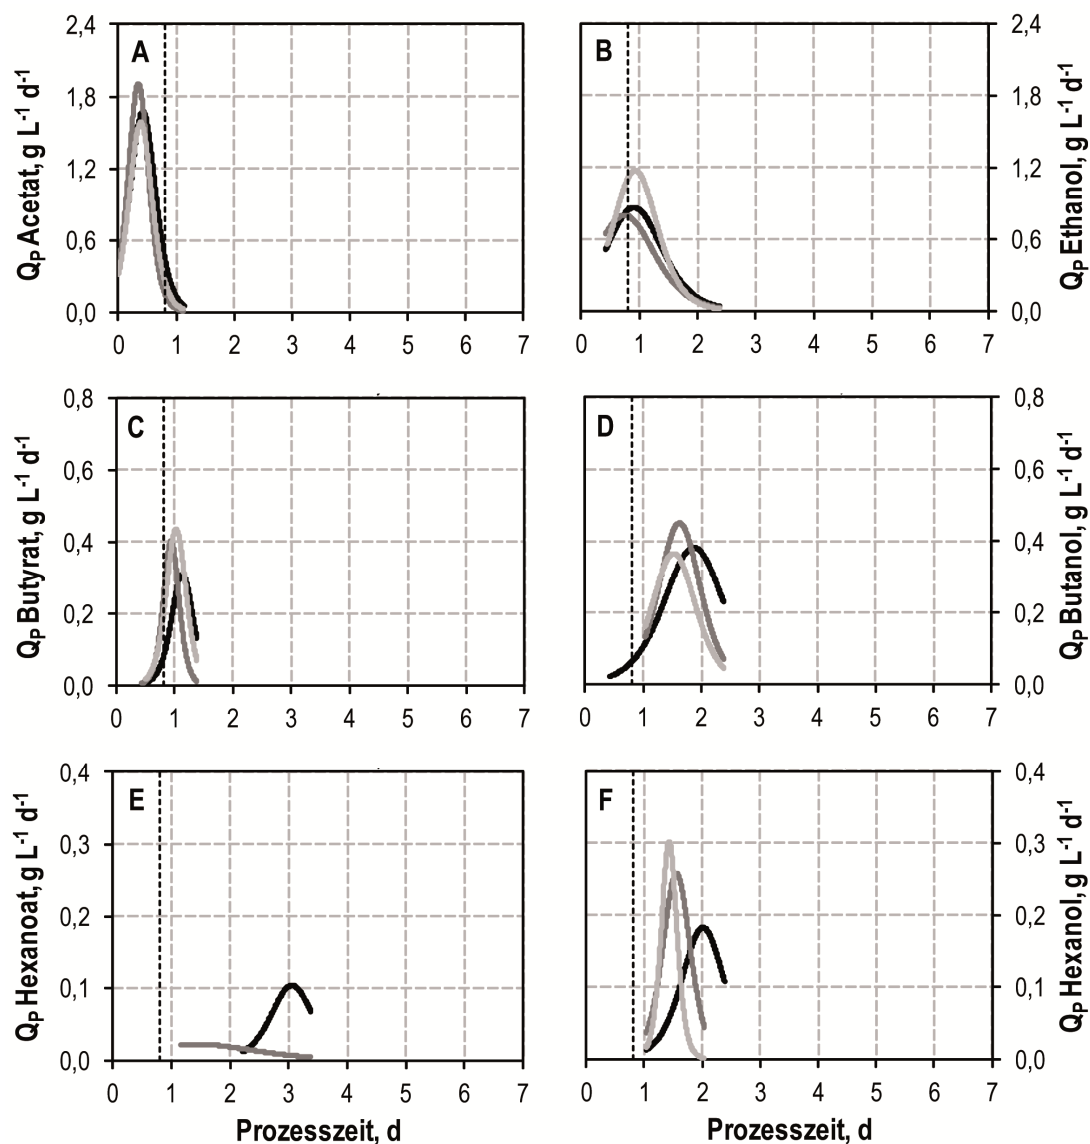 2,4 2,4
A B
1,8 1,8
1,2 1,2
0,6 0,6
0,0 0,0
Qₚ Acetat, g L⁻¹ d⁻¹
Qₚ Ethanol, g L⁻¹ d⁻¹
0 1 2 3 4 5 6 7 0 1 2 3 4 5 6 7
0,8 0,8
C D
0,6 0,6
0,4 0,4
0,2 0,2
0,0 0,0
Qₚ Butyrat, g L⁻¹ d⁻¹
Qₚ Butanol, g L⁻¹ d⁻¹
0 1 2 3 4 5 6 7 0 1 2 3 4 5 6 7
0,4 0,4
E F
0,3 0,3
0,2 0,2
0,1 0,1
0,0 0,0
Qₚ Hexanoat, g L⁻¹ d⁻¹
Qₚ Hexanol, g L⁻¹ d⁻¹
0 1 2 3 4 5 6 7 0 1 2 3 4 5 6 7
Prozesszeit, d Prozesszeit, d